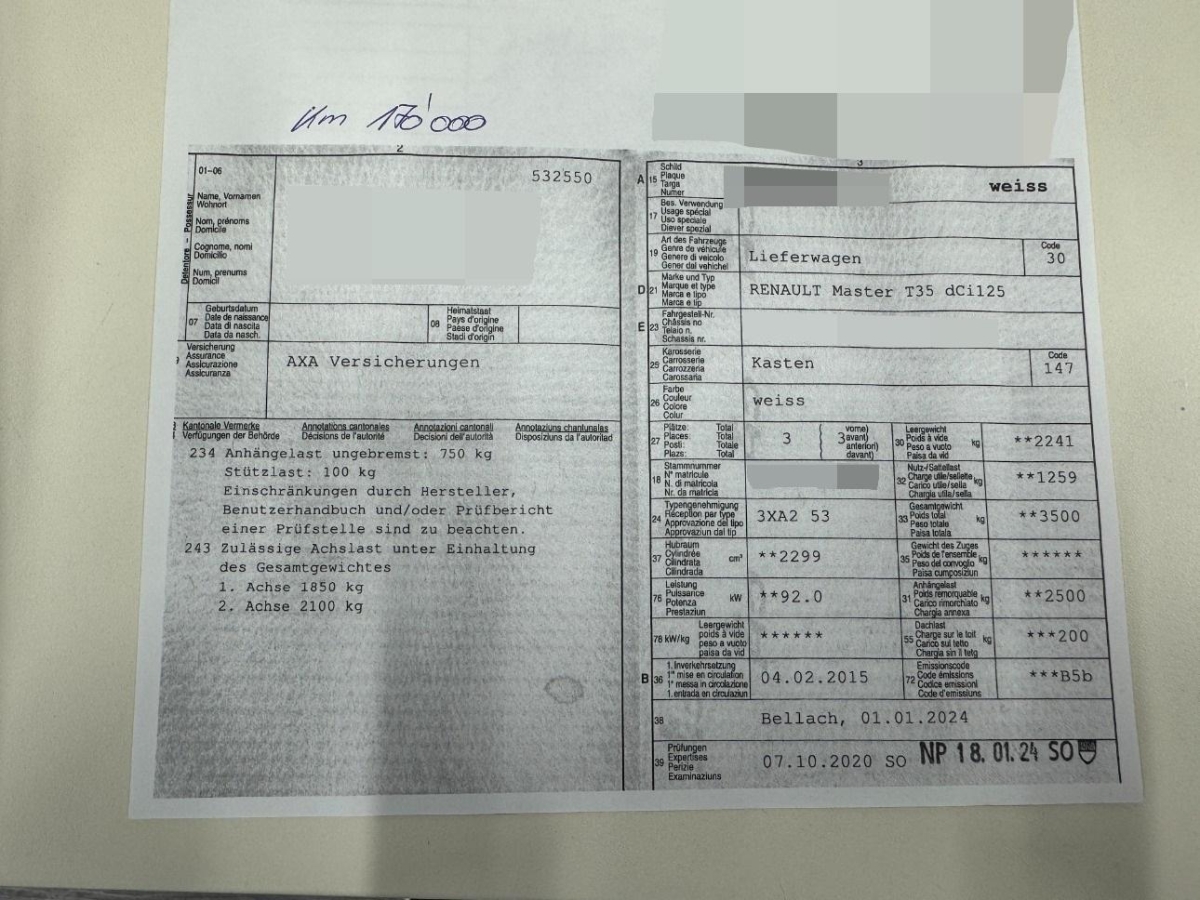 Km 170'000
2
3
01-06
532550
Detentore - Possessur
Name, Vornamen
Wohnort
Nom, prénoms
Domicile
Cognome, nomi
Domicilio
Num, prenums
Domicil
07
Geburtsdatum
Date de naissance
Data di nascita
Data da nasch.
08
Heimatstaat
Pays d'origine
Paese d'origine
Stadi d'origin
Versicherung
Assurance
Assicurazione
Assicuranza
AXA Versicherungen
Kantonale Vermerke
Verfügungen der Behörde
Annotations cantonales
Décisions de l'autorité
Annotazioni cantonali
Decisioni dell'autorità
Annotaziuns chantunalas
Disposiziuns da l'autoritad
234 Anhängelast ungebremst: 750 kg
Stützlast: 100 kg
Einschränkungen durch Hersteller,
Benutzerhandbuch und/oder Prüfbericht
einer Prüfstelle sind zu beachten.
243 Zulässige Achslast unter Einhaltung
des Gesamtgewichtes
1. Achse 1850 kg
2. Achse 2100 kg
A 15
Schild
Plaque
Targa
Numer
weiss
17
Bes. Verwendung
Usage spécial
Uso speciale
Diever spezial
19
Art des Fahrzeugs
Genre de véhicule
Genere di veicolo
Gener dal vehichel
Lieferwagen
Code
30
D 21
Marke und Typ
Marque et type
Marca e tipo
Marca e tip
RENAULT Master T35 dCi125
E 23
Fahrgestell-Nr.
Châssis no
Telaio n.
Schassis nr.
25
Karosserie
Carrosserie
Carrozzeria
Carossaria
Kasten
Code
147
26
Farbe
Couleur
Colore
Colur
weiss
27
Plätze: Total
Places: Total
Posti: Totale
Plazs: Total
3
3
vorne)
avant)
anteriori)
davant)
30
Leergewicht
Poids à vide
Peso a vuoto
Paisa da vid
kg
**2241
18
Stammnummer
N° matricule
N. di matricola
Nr. da matricla
32
Nutz-/Sattellast
Charge utile/sellette
Carico utile/sella
Chargia utila/sella
kg
**1259
24
Typengenehmigung
Réception par type
Approvazione del tipo
Approvaziun dal tip
3XA2 53
33
Gesamtgewicht
Poids total
Peso totale
Paisa totala
kg
**3500
37
Hubraum
Cylindrée
Cilindrata
Cilindrada
cm³
**2299
35
Gewicht des Zuges
Poids de l'ensemble
Peso del convoglio
Paisa cumposiziun
kg
******
76
Leistung
Puissance
Potenza
Prestaziun
kW
**92.0
31
Anhängelast
Poids remorquable
Carico rimorchiato
Chargia annexa
kg
**2500
78 kW/kg
Leergewicht
poids à vide
peso a vuoto
paisa da vid
******
55
Dachlast
Charge sur le toit
Carico sul tetto
Chargia sin il tetg
kg
***200
B 36
1. Inverkehrsetzung
1re mise en circulation
1a messa in circolazione
1. entrada en circulaziun
04.02.2015
72
Emissionscode
Code émissions
Codice emissioni
Code d'emissiuns
***B5b
38
Bellach, 01.01.2024
39
Prüfungen
Expertises
Perizie
Examinaziuns
07.10.2020 SO
NP 18.01.24 SO